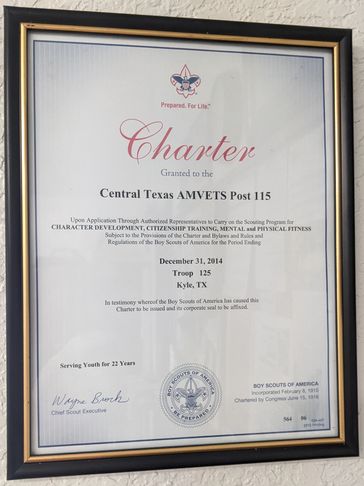 Prepared. For Life.™
Charter
Granted to the
Central Texas AMVETS Post 115
Upon Application Through Authorized Representatives to Carry on the Scouting Program for
CHARACTER DEVELOPMENT, CITIZENSHIP TRAINING, MENTAL and PHYSICAL FITNESS
Subject to the Provisions of the Charter and Bylaws and Rules and
Regulations of the Boy Scouts of America for the Period Ending
December 31, 2014
Troop 125
Kyle, TX
In testimony whereof the Boy Scouts of America has caused this
Charter to be issued and its corporate seal to be affixed.
Serving Youth for 22 Years
Wayne Brock
Chief Scout Executive
BOY SCOUTS OF AMERICA
BE PREPARED
BOY SCOUTS OF AMERICA
Incorporated February 8, 1910
Chartered by Congress June 15, 1916
564 06